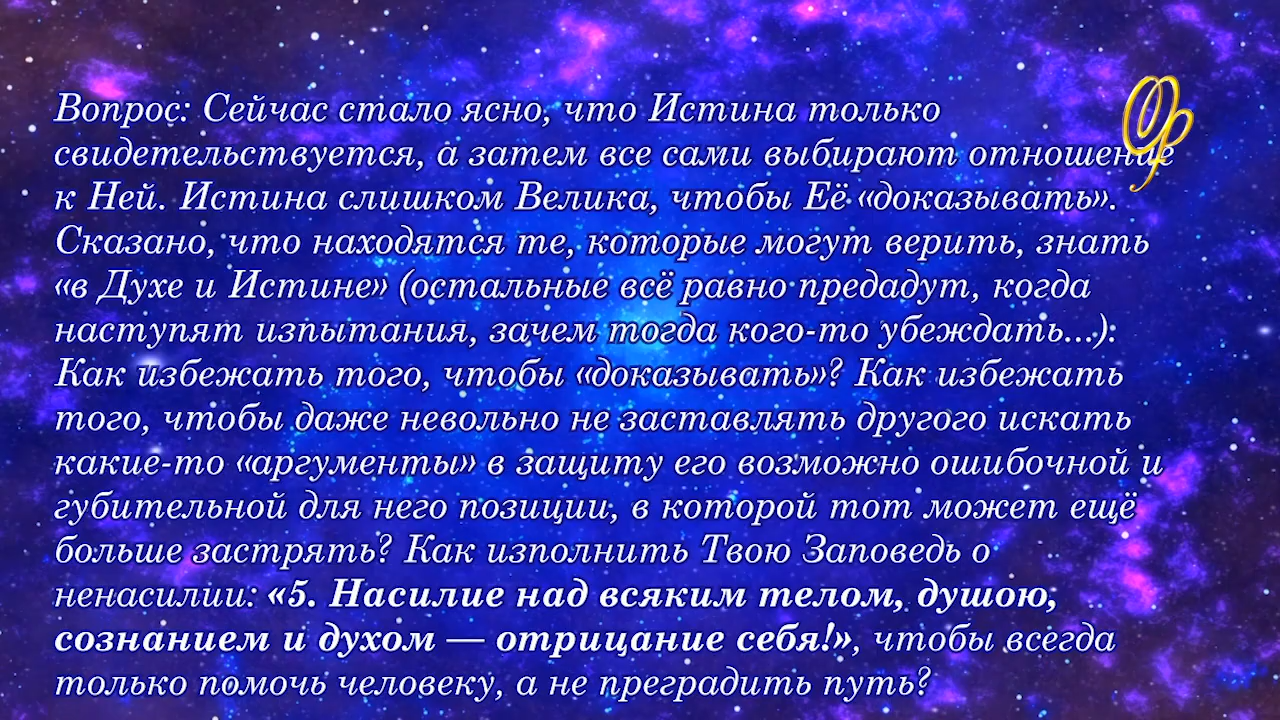 Вопрос: Сейчас стало ясно, что Истина только
свидетельствуется, а затем все сами выбирают отношение
к Ней. Истина слишком Велика, чтобы Её «доказывать».
Сказано, что находятся те, которые могут верить, знать
«в Духе и Истине» (остальные всё равно предадут, когда
наступят изпытания, зачем тогда кого-то убеждать...).
Как избежать того, чтобы «доказывать»? Как избежать
того, чтобы даже невольно не заставлять другого искать
какие-то «аргументы» в защиту его возможно ошибочной и
губительной для него позиции, в которой тот может ещё
больше застрять? Как изполнить Твою Заповедь о
ненасилии: «5. Насилие над всяким телом, душою,
сознанием и духом — отрицание себя!», чтобы всегда
только помочь человеку, а не преградить путь?